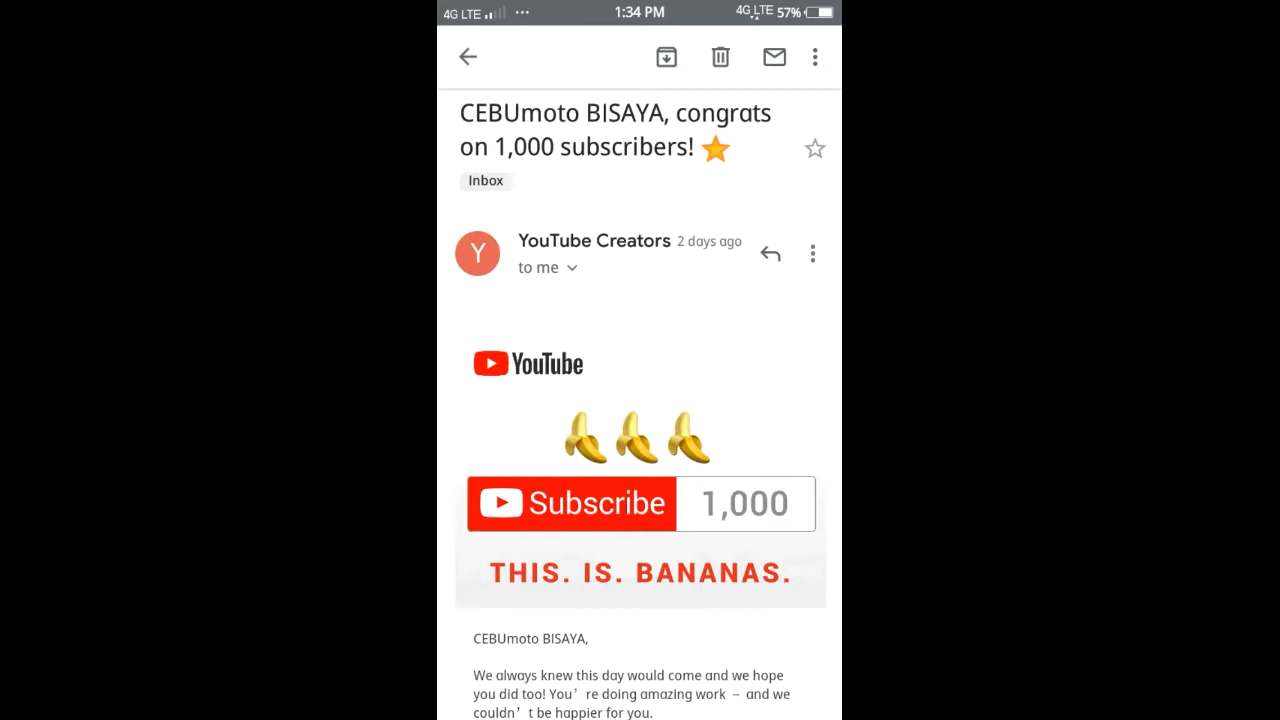 4G LTE ... 1:34 PM 4G LTE 57%
CEBUmoto BISAYA, congrats
on 1,000 subscribers! ⭐
Inbox
Y YouTube Creators 2 days ago
to me
YouTube
🍌🍌🍌
Subscribe 1,000
THIS. IS. BANANAS.
CEBUmoto BISAYA,
We always knew this day would come and we hope
you did too! You’re doing amazing work – and we
couldn’t be happier for you.